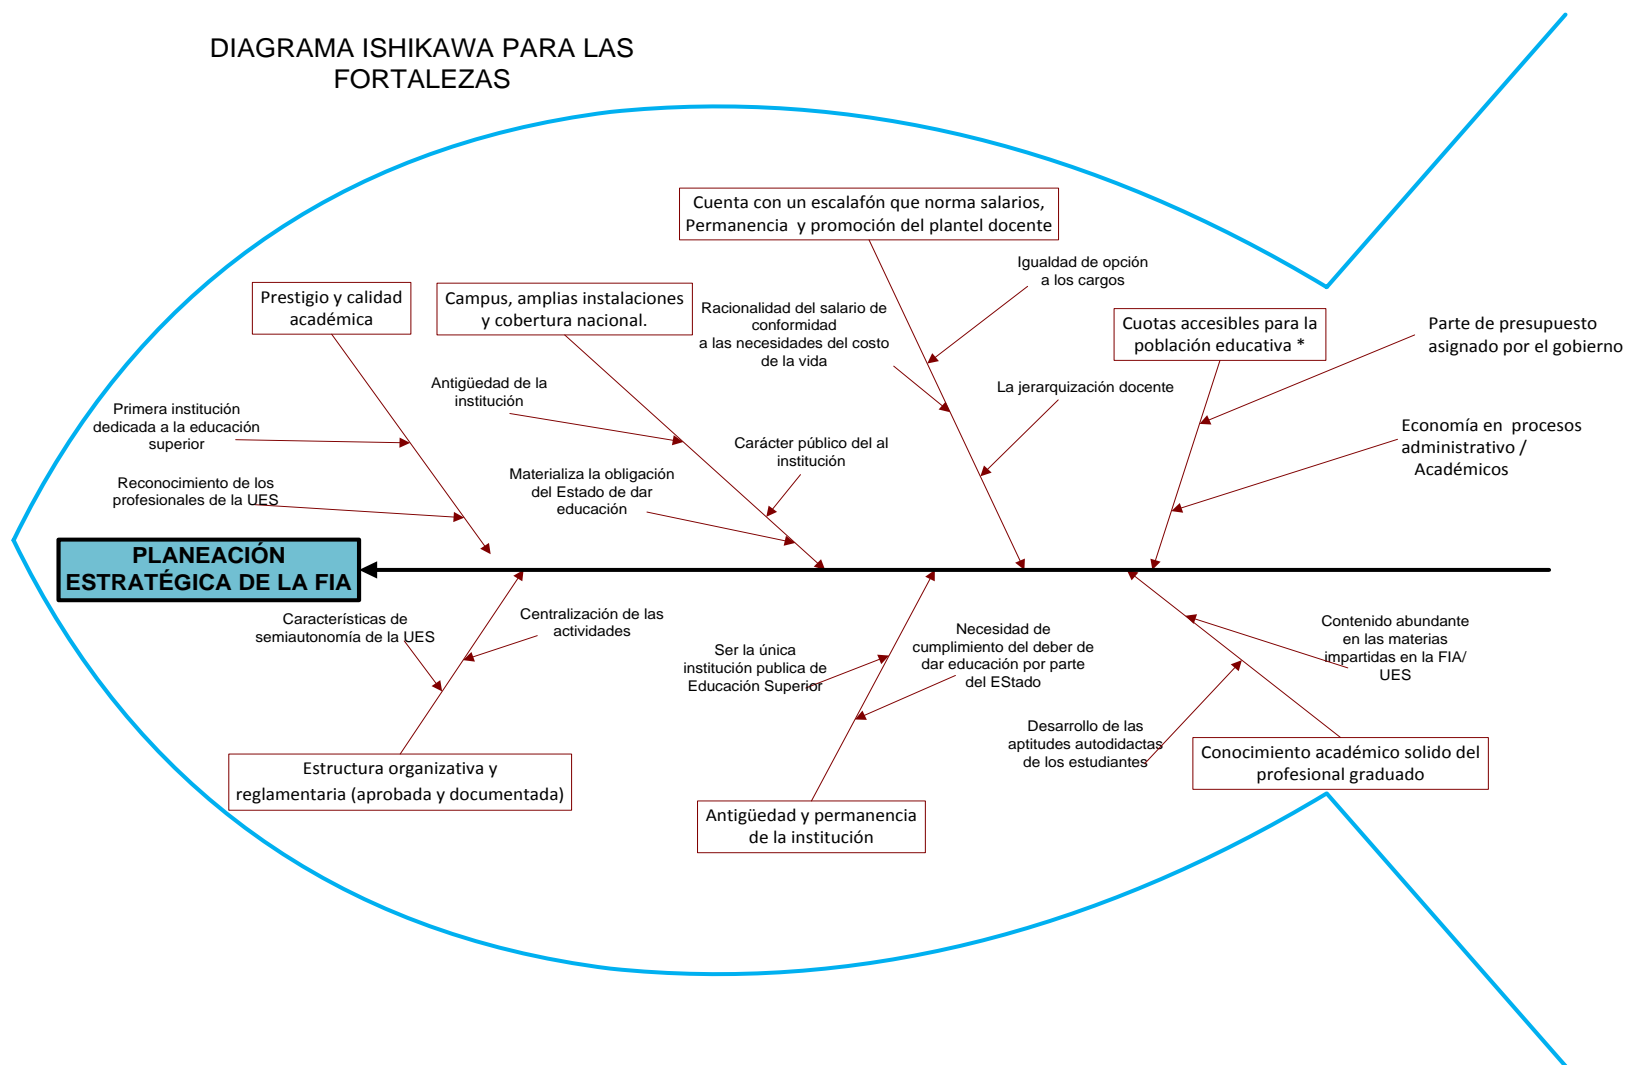 DIAGRAMA ISHIKAWA PARA LAS
FORTALEZAS
Cuenta con un escalafón que norma salarios,
Permanencia  y promoción del plantel docente
Igualdad de opción
a los cargos
Prestigio y calidad
académica
Campus, amplias instalaciones
y cobertura nacional.
Racionalidad del salario de
conformidad
a las necesidades del costo
de la vida
Cuotas accesibles para la
población educativa *
Parte de presupuesto
asignado por el gobierno
Antigüedad de la
institución
La jerarquización docente
Primera institución
dedicada a la educación
superior
Carácter público del al
institución
Economía en  procesos
administrativo /
Académicos
Reconocimiento de los
profesionales de la UES
Materializa la obligación
del Estado de dar
educación
PLANEACIÓN
ESTRATÉGICA DE LA FIA
Características de
semiautonomía de la UES
Centralización de las
actividades
Ser la única
institución publica de
Educación Superior
Necesidad de
cumplimiento del deber de
dar educación por parte
del EStado
Contenido abundante
en las materias
impartidas en la FIA/
UES
Desarrollo de las
aptitudes autodidactas
de los estudiantes
Estructura organizativa y
reglamentaria (aprobada y documentada)
Antigüedad y permanencia
de la institución
Conocimiento académico solido del
profesional graduado